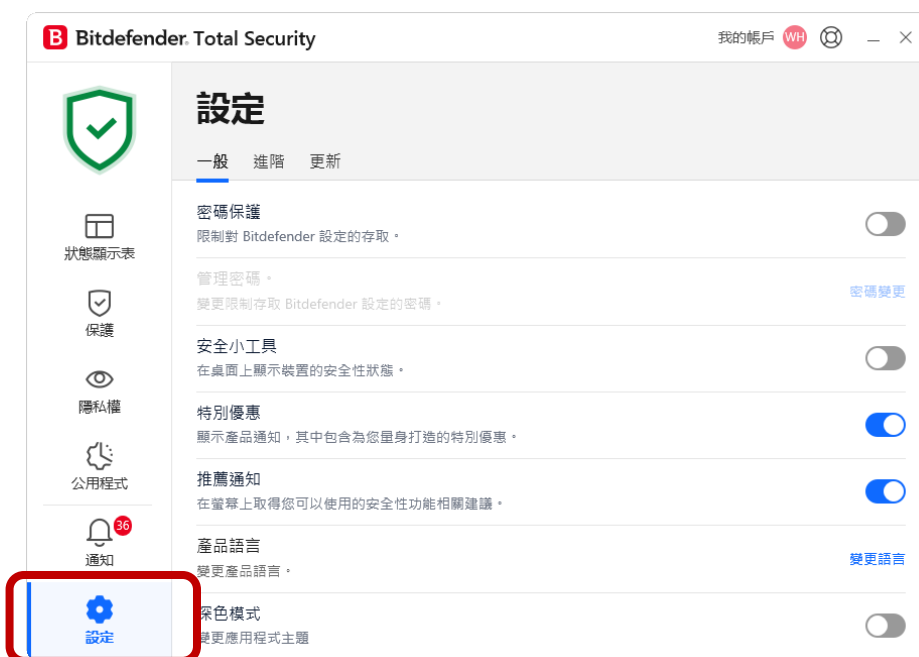 B Bitdefender. Total Security
我的帳戶 WH
設定
一般 進階 更新
狀態顯示表
保護
隱私權
公用程式
36
通知
設定
密碼保護
限制對 Bitdefender 設定的存取。
管理密碼。
變更限制存取 Bitdefender 設定的密碼。
密碼變更
安全小工具
在桌面上顯示裝置的安全性狀態。
特別優惠
顯示產品通知，其中包含為您量身打造的特別優惠。
推薦通知
在螢幕上取得您可以使用的安全性功能相關建議。
產品語言
變更產品語言。
變更語言
深色模式
變更應用程式主題